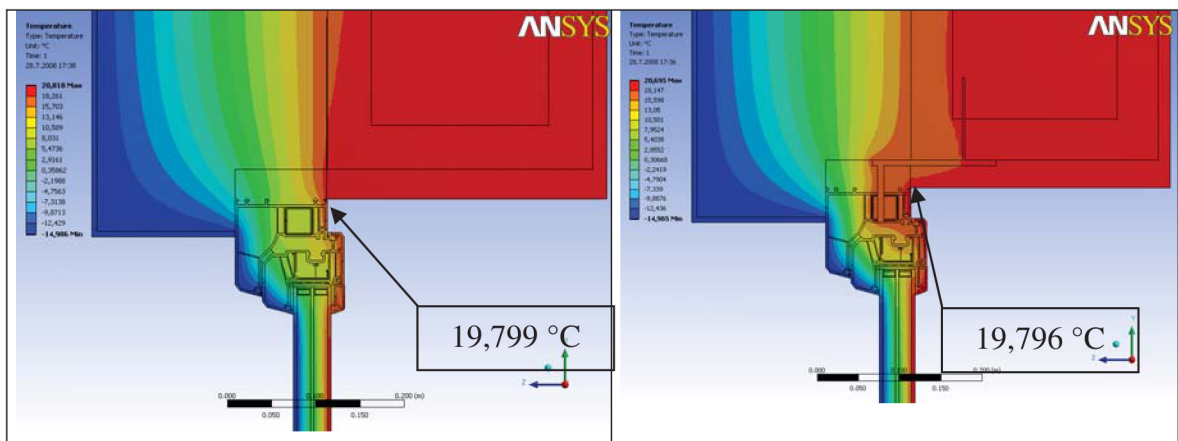 Temperature
Type: Temperature
Unit: °C
Time: 1
28.7.2008 17:38
20,818 Max
18,261
15,703
13,146
10,589
8,031
5,4736
2,9161
0,35862
-2,1988
-4,7563
-7,3138
-9,8713
-12,429
-14,986 Min
ANSYS
19,799 °C
Y
Z
0.000
0.100
0.200 (m)
0.050
0.150
Temperature
Type: Temperature
Unit: °C
Time: 1
28.7.2008 17:36
20,695 Max
18,147
15,598
13,05
10,501
7,9524
5,4038
2,8552
0,30668
-2,2419
-4,7904
-7,339
-9,8876
-12,436
-14,985 Min
ANSYS
19,796 °C
Y
Z
0.000
0.100
0.200 (m)
0.050
0.150